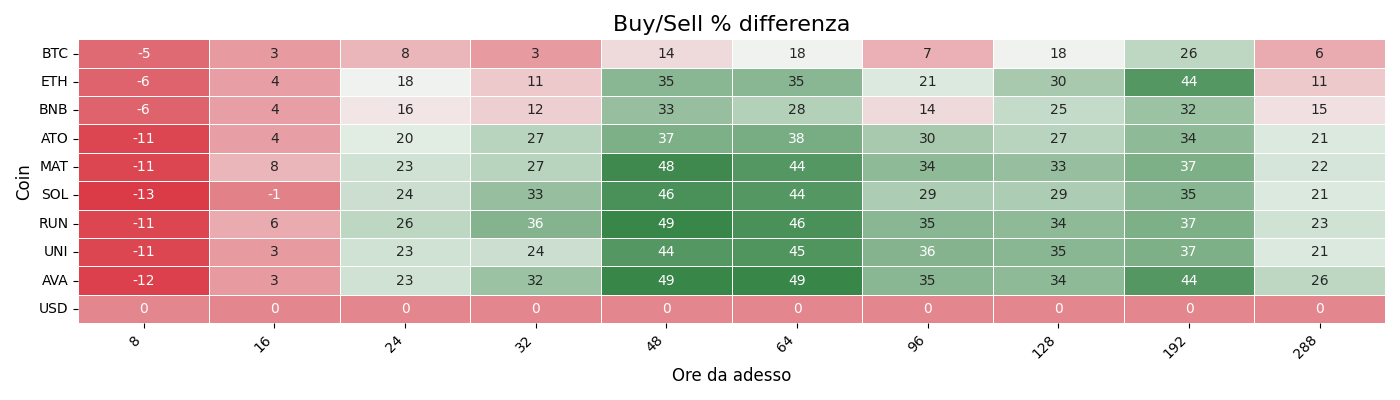 Buy/Sell % differenza
Coin
BTC -5 3 8 3 14 18 7 18 26 6
ETH -6 4 18 11 35 35 21 30 44 11
BNB -6 4 16 12 33 28 14 25 32 15
ATO -11 4 20 27 37 38 30 27 34 21
MAT -11 8 23 27 48 44 34 33 37 22
SOL -13 -1 24 33 46 44 29 29 35 21
RUN -11 6 26 36 49 46 35 34 37 23
UNI -11 3 23 24 44 45 36 35 37 21
AVA -12 3 23 32 49 49 35 34 44 26
USD 0 0 0 0 0 0 0 0 0 0
8 16 24 32 48 64 96 128 192 288
Ore da adesso